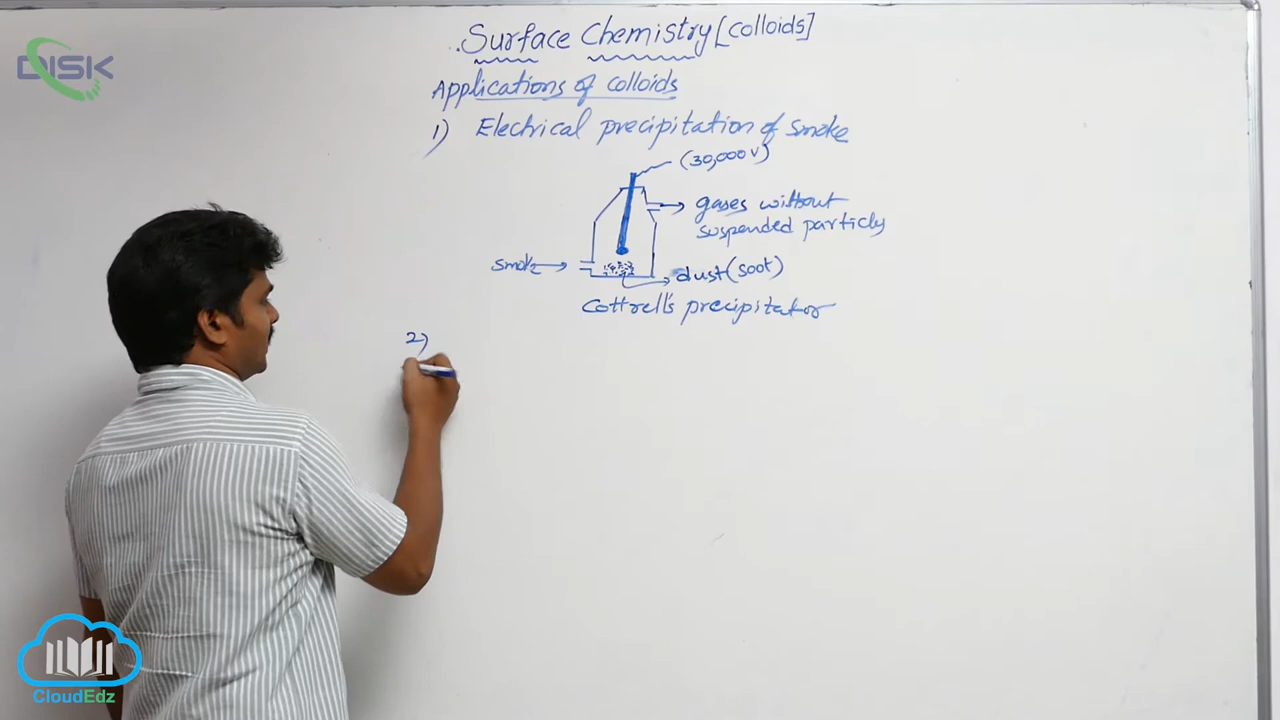 DISK
Surface Chemistry [colloids]
Applications of colloids
1) Electrical precipitation of smoke
(30,000 V)
gases without
suspended particles
smoke
dust (soot)
Cottrell's precipitator
2)
CloudEdz